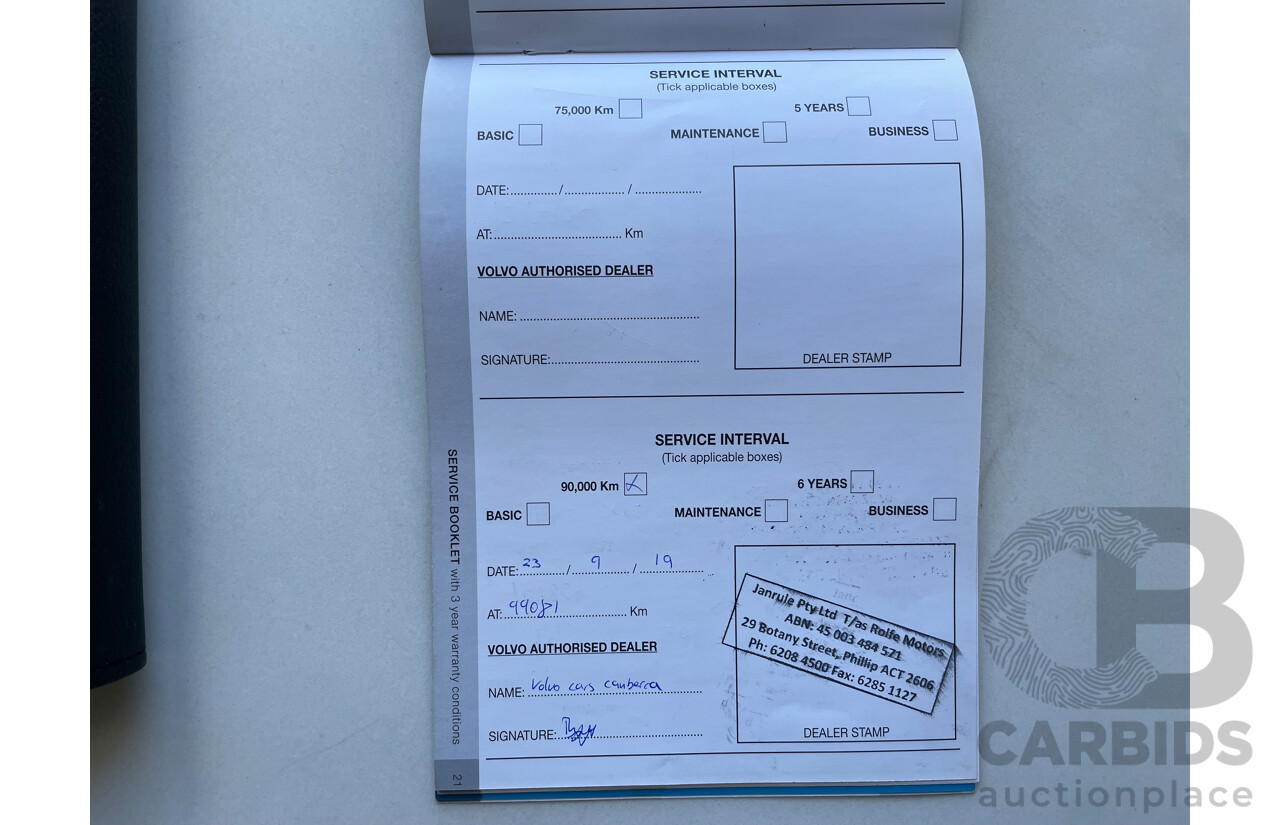 SERVICE INTERVAL
(Tick applicable boxes)
75,000 Km 5 YEARS
BASIC MAINTENANCE BUSINESS
DATE:............./................. / ...................
AT:..................................... Km
VOLVO AUTHORISED DEALER
NAME: ....................................................
SIGNATURE:...........................................
DEALER STAMP
SERVICE INTERVAL
(Tick applicable boxes)
90,000 Km 6 YEARS
BASIC MAINTENANCE BUSINESS
DATE: 23 / 9 / 19
AT: Km
VOLVO AUTHORISED DEALER
NAME: Volvo cars canberra
SIGNATURE:
Janrule Pty Ltd T/as Rolfe Motors
ABN: 45 003 484 521
29 Botany Street, Phillip ACT 2606
Ph: 6208 4500 Fax: 6285 1127
DEALER STAMP
SERVICE BOOKLET with 3 year warranty conditions
21
CB
CARBIDS
auctionplace